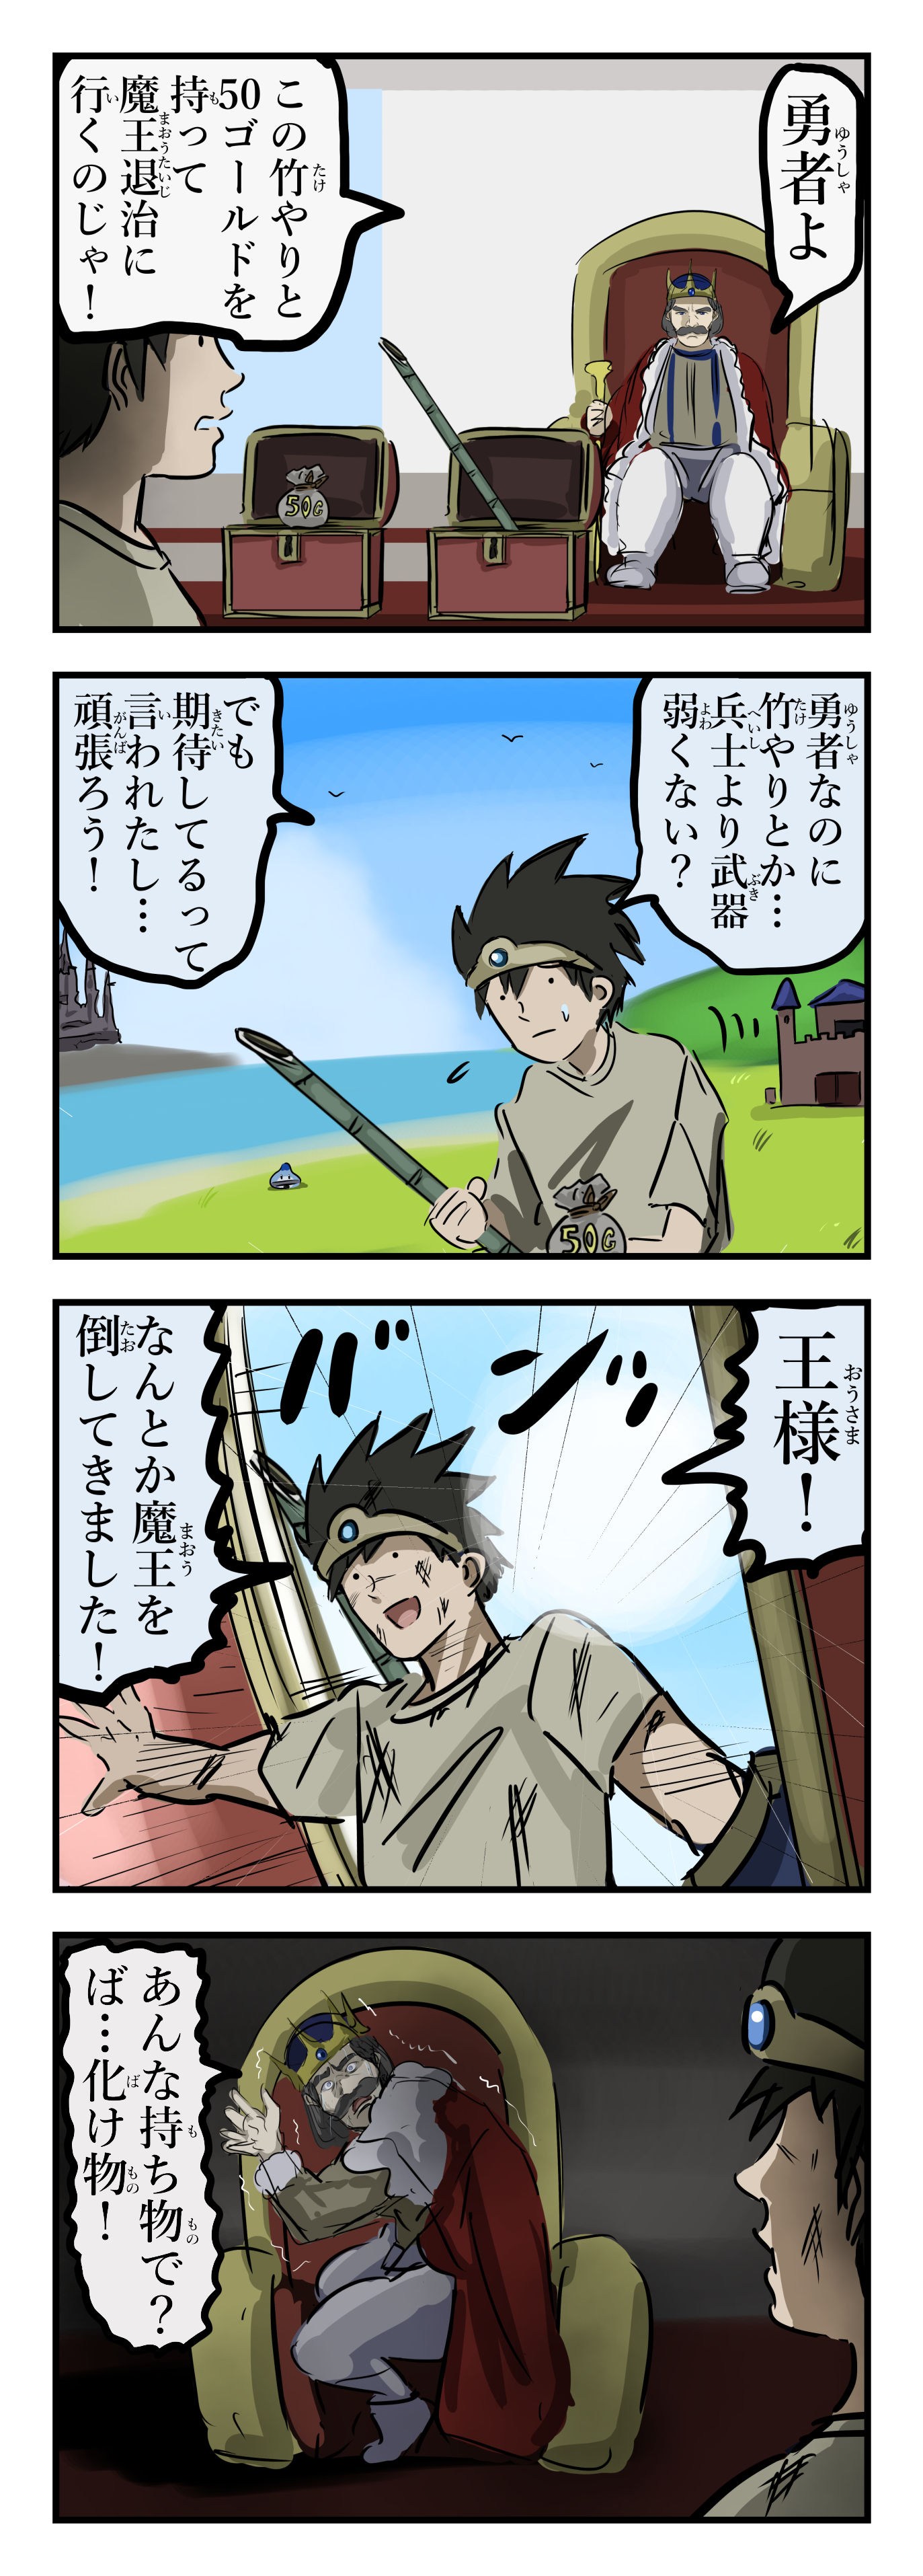 勇者よ
この竹やりと
50ゴールドを
持って
魔王退治に
行くのじゃ！
50G
勇者なのに
竹やりとか…
兵士より武器
弱くない？
でも
期待してるって
言われたし…
頑張ろう！
50G
王様！
バンッ
なんとか魔王を
倒してきました！
あんな持ち物で？
ば…化け物！